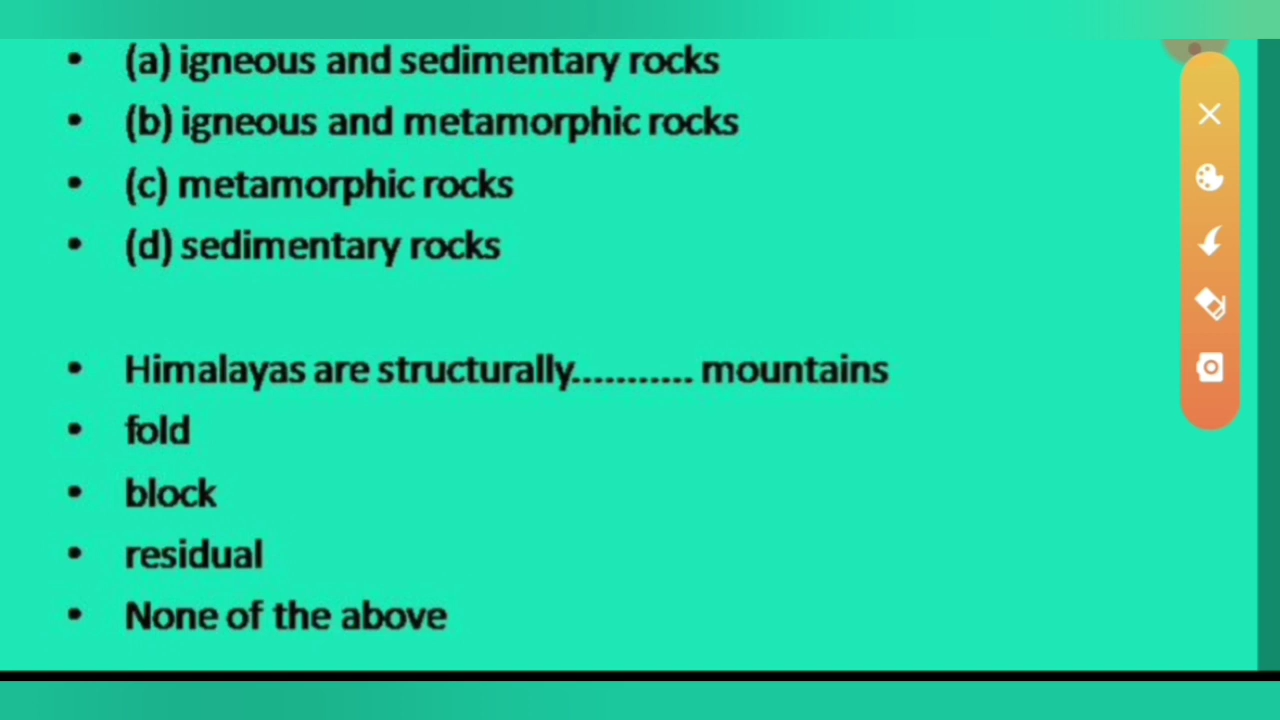 • (a) igneous and sedimentary rocks
• (b) igneous and metamorphic rocks
• (c) metamorphic rocks
• (d) sedimentary rocks
• Himalayas are structurally........... mountains
• fold
• block
• residual
• None of the above